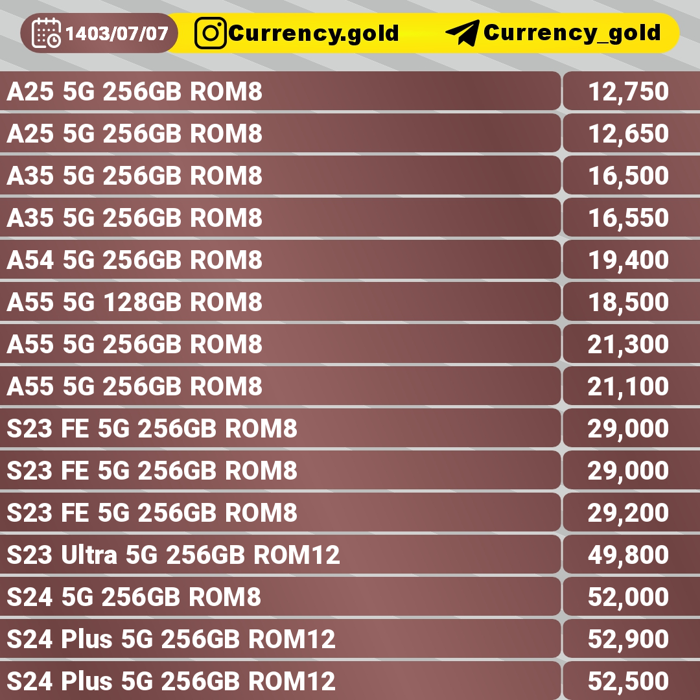 1403/07/07 Currency.gold Currency_gold
A25 5G 256GB ROM8 12,750
A25 5G 256GB ROM8 12,650
A35 5G 256GB ROM8 16,500
A35 5G 256GB ROM8 16,550
A54 5G 256GB ROM8 19,400
A55 5G 128GB ROM8 18,500
A55 5G 256GB ROM8 21,300
A55 5G 256GB ROM8 21,100
S23 FE 5G 256GB ROM8 29,000
S23 FE 5G 256GB ROM8 29,000
S23 FE 5G 256GB ROM8 29,200
S23 Ultra 5G 256GB ROM12 49,800
S24 5G 256GB ROM8 52,000
S24 Plus 5G 256GB ROM12 52,900
S24 Plus 5G 256GB ROM12 52,500